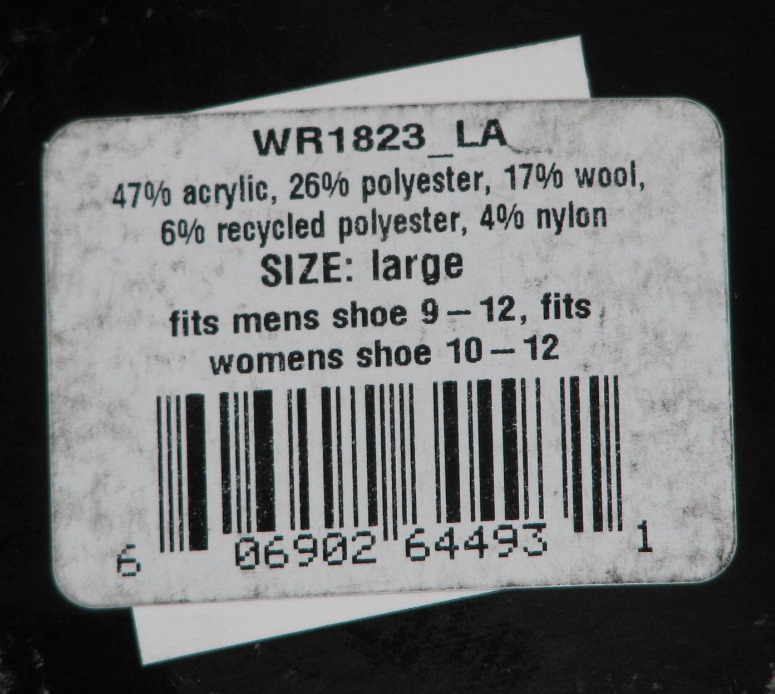 WR1823_LA
47% acrylic, 26% polyester, 17% wool,
6% recycled polyester, 4% nylon
SIZE: large
fits mens shoe 9 – 12, fits
womens shoe 10 – 12
6 06902 64493 1